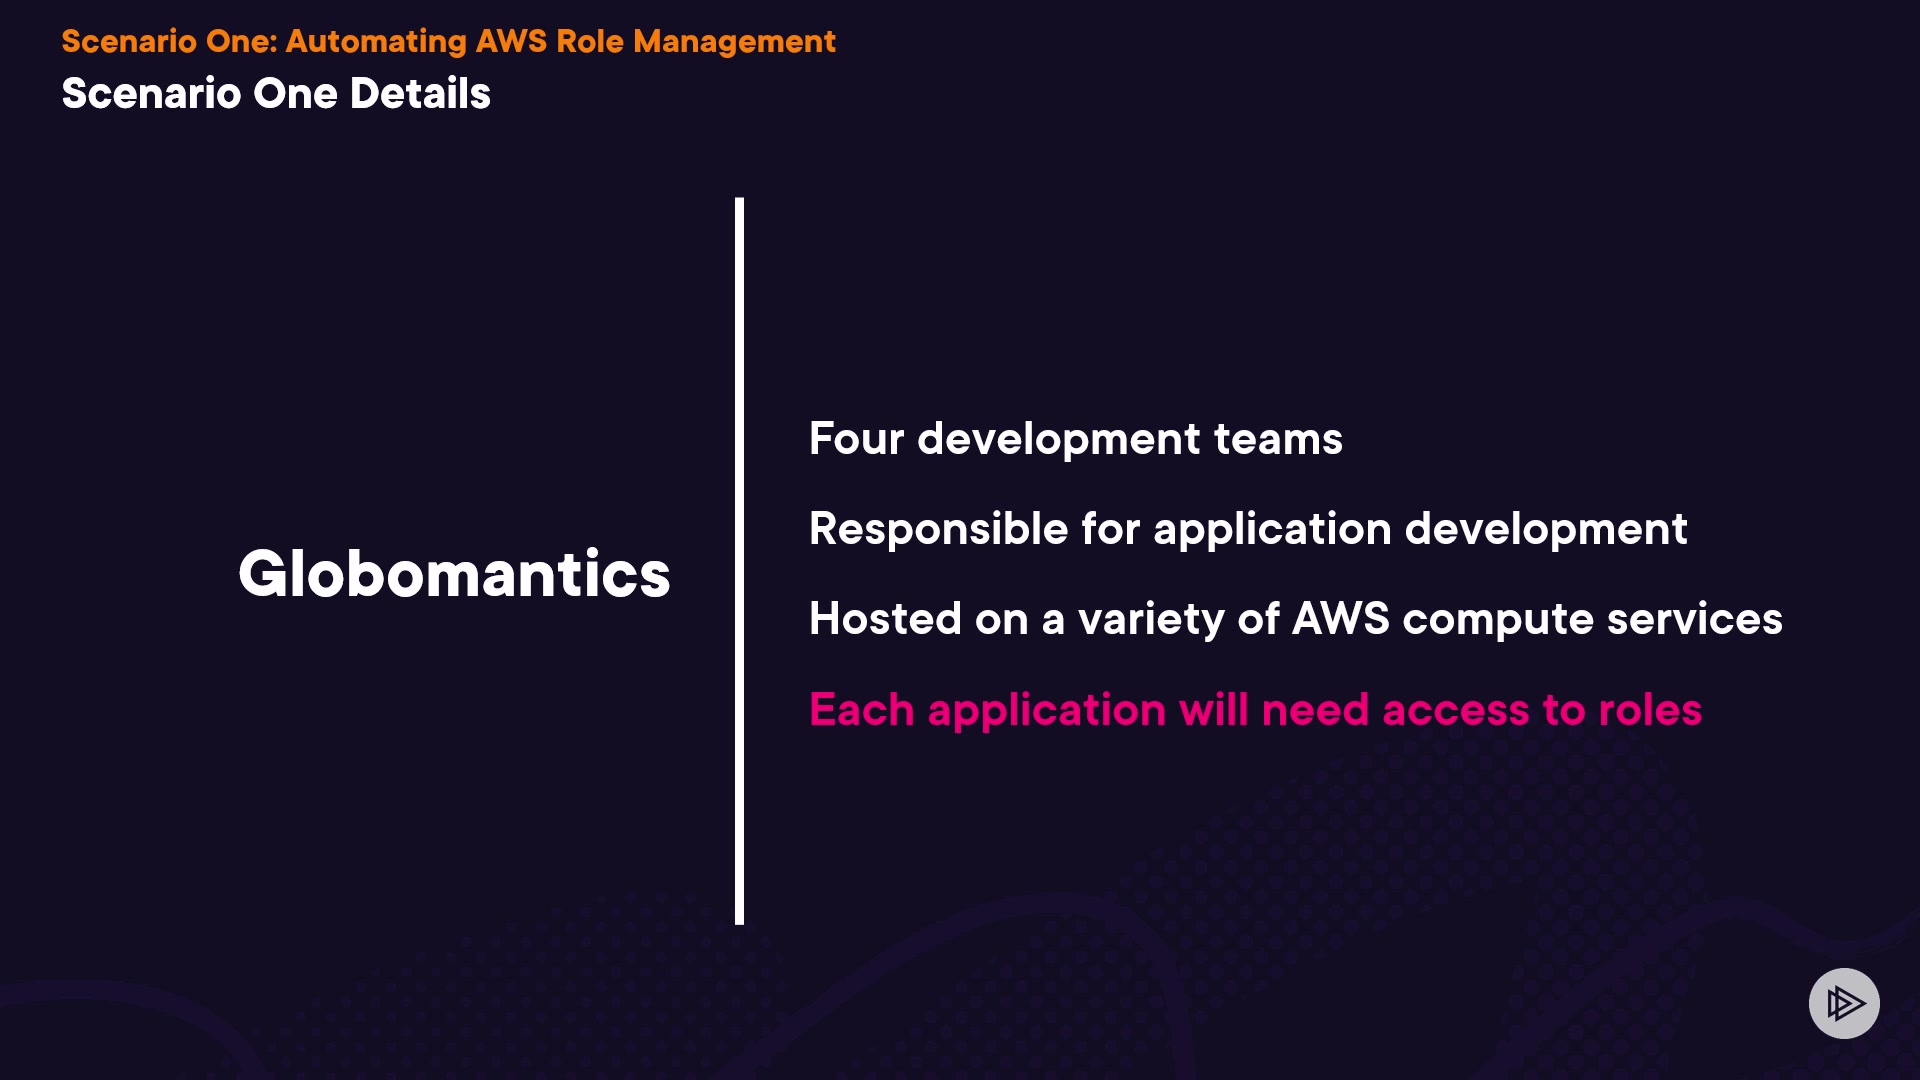 Scenario One: Automating AWS Role Management
Scenario One Details
Globomantics
Four development teams
Responsible for application development
Hosted on a variety of AWS compute services
Each application will need access to roles